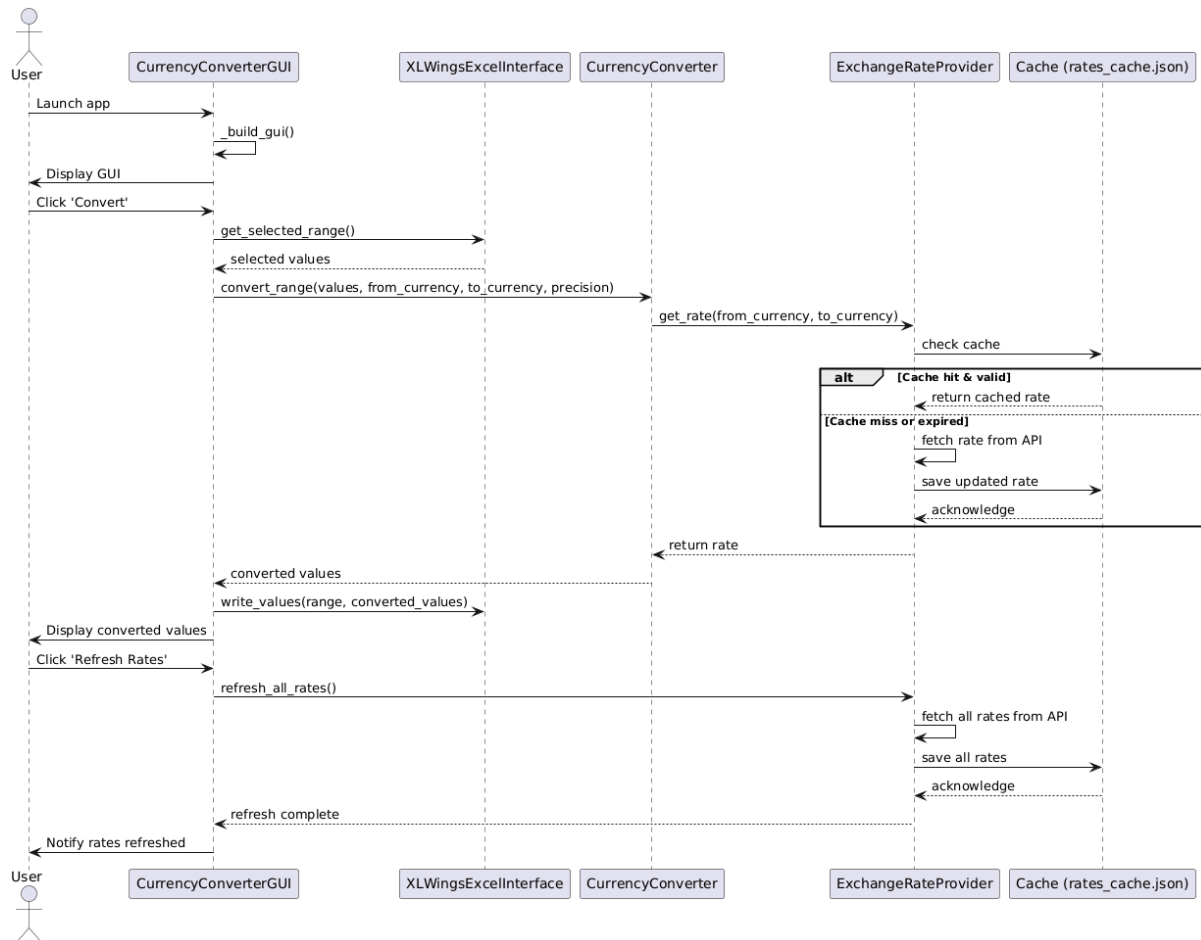 User
CurrencyConverterGUI
XLWingsExcelInterface
CurrencyConverter
ExchangeRateProvider
Cache (rates_cache.json)
Launch app
_build_gui()
Display GUI
Click 'Convert'
get_selected_range()
selected values
convert_range(values, from_currency, to_currency, precision)
get_rate(from_currency, to_currency)
check cache
alt
[Cache hit & valid]
return cached rate
[Cache miss or expired]
fetch rate from API
save updated rate
acknowledge
return rate
converted values
write_values(range, converted_values)
Display converted values
Click 'Refresh Rates'
refresh_all_rates()
fetch all rates from API
save all rates
acknowledge
refresh complete
Notify rates refreshed
User
CurrencyConverterGUI
XLWingsExcelInterface
CurrencyConverter
ExchangeRateProvider
Cache (rates_cache.json)